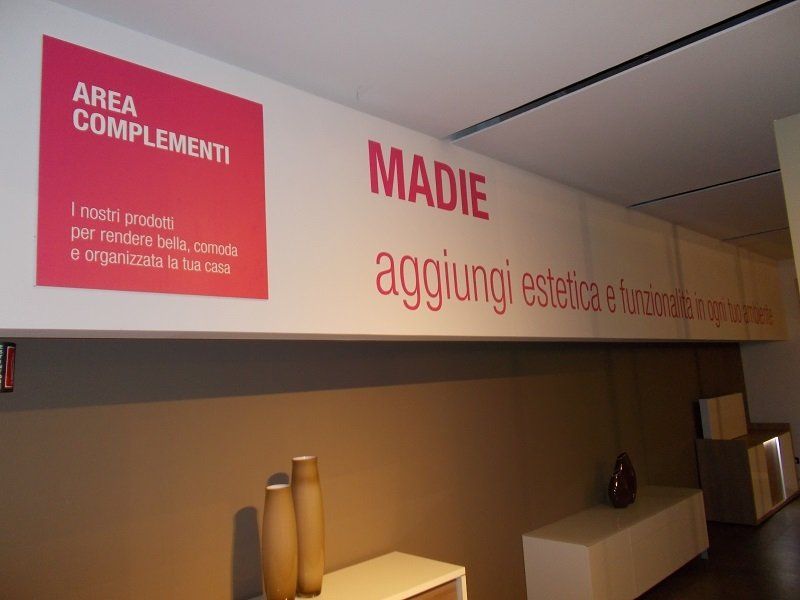 AREA
COMPLEMENTI
I nostri prodotti
per rendere bella, comoda
e organizzata la tua casa
MADIE
aggiungi estetica e funzionalità in ogni tuo ambiente